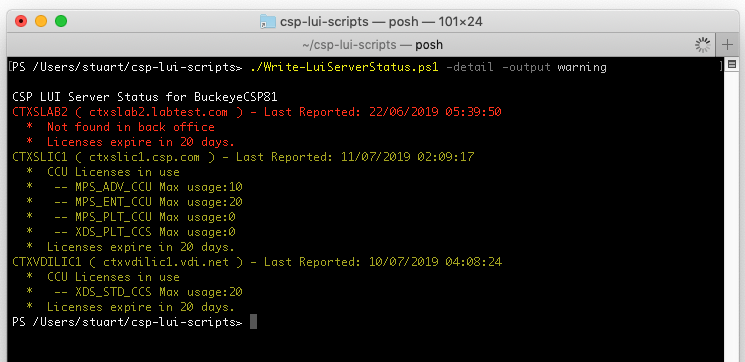 csp-lui-scripts — posh — 101×24
~/csp-lui-scripts — posh
[PS /Users/stuart/csp-lui-scripts> ./Write-LuiServerStatus.ps1 -detail -output warning ]
CSP LUI Server Status for BuckeyeCSP81
CTXSLAB2 ( ctxslab2.labtest.com ) - Last Reported: 22/06/2019 05:39:50
* Not found in back office
* Licenses expire in 20 days.
CTXSLIC1 ( ctxslic1.csp.com ) - Last Reported: 11/07/2019 02:09:17
* CCU Licenses in use
* -- MPS_ADV_CCU Max usage:10
* -- MPS_ENT_CCU Max usage:20
* -- MPS_PLT_CCU Max usage:0
* -- XDS_PLT_CCS Max usage:0
* Licenses expire in 20 days.
CTXVDILIC1 ( ctxvdilic1.vdi.net ) - Last Reported: 10/07/2019 04:08:24
* CCU Licenses in use
* -- XDS_STD_CCS Max usage:20
* Licenses expire in 20 days.
PS /Users/stuart/csp-lui-scripts>